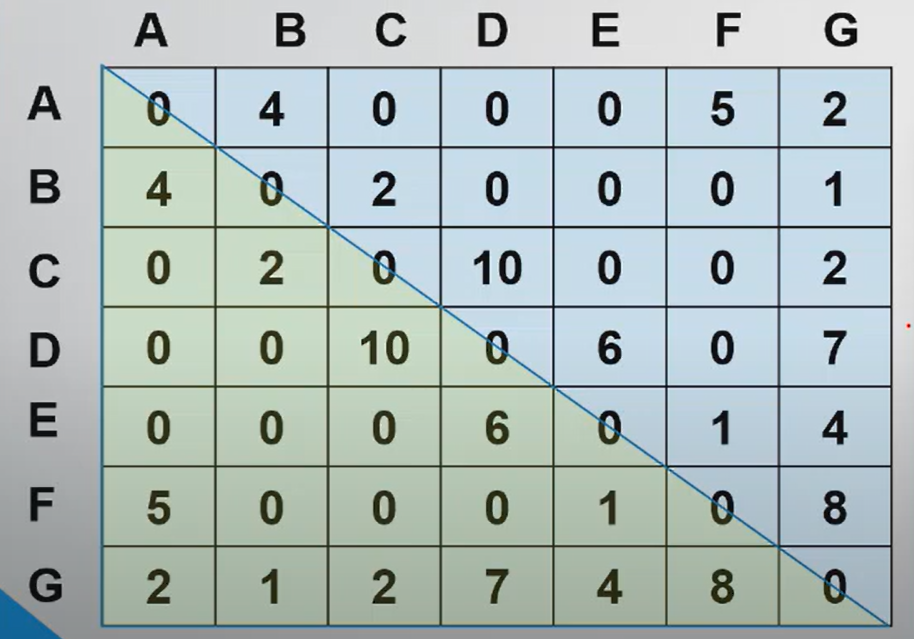 A B C D E F G
A 0 4 0 0 0 5 2
B 4 0 2 0 0 0 1
C 0 2 0 10 0 0 2
D 0 0 10 0 6 0 7
E 0 0 0 6 0 1 4
F 5 0 0 0 1 0 8
G 2 1 2 7 4 8 0